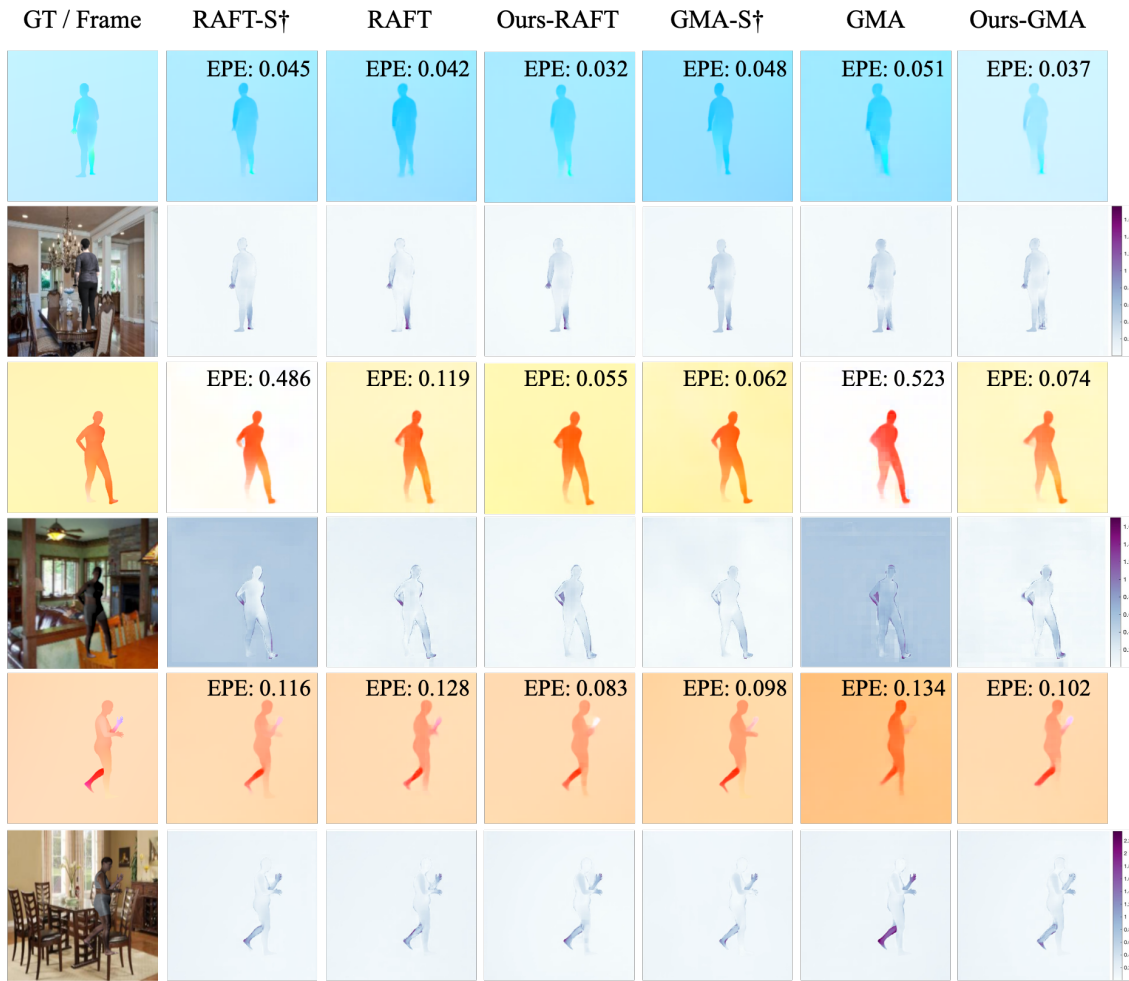 GT / Frame RAFT-S† RAFT Ours-RAFT GMA-S† GMA Ours-GMA
EPE: 0.045 EPE: 0.042 EPE: 0.032 EPE: 0.048 EPE: 0.051 EPE: 0.037
EPE: 0.486 EPE: 0.119 EPE: 0.055 EPE: 0.062 EPE: 0.523 EPE: 0.074
EPE: 0.116 EPE: 0.128 EPE: 0.083 EPE: 0.098 EPE: 0.134 EPE: 0.102